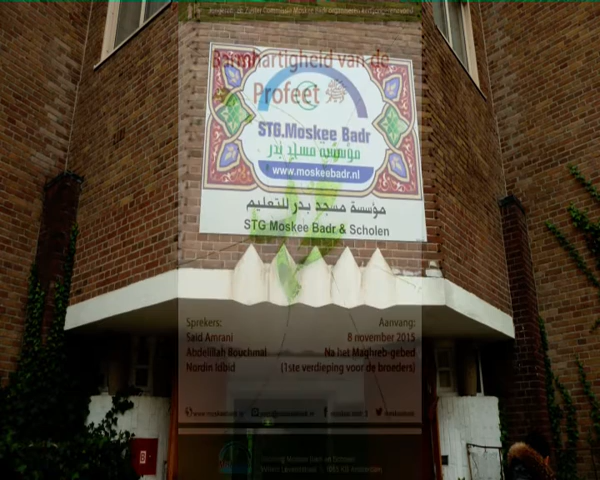 Barmhartigheid van de
Profeet ﷺ
STG.Moskee Badr
مؤسسة مسجد بدر
www.moskeebadr.nl
مؤسسة مسجد بدر للتعليم
STG Moskee Badr & Scholen
Sprekers:
Said Amrani
Abdelillah Bouchmal
Nordin Idbid
Aanvang:
8 november 2015
Na het Maghreb-gebed
(1ste verdieping voor de broeders)